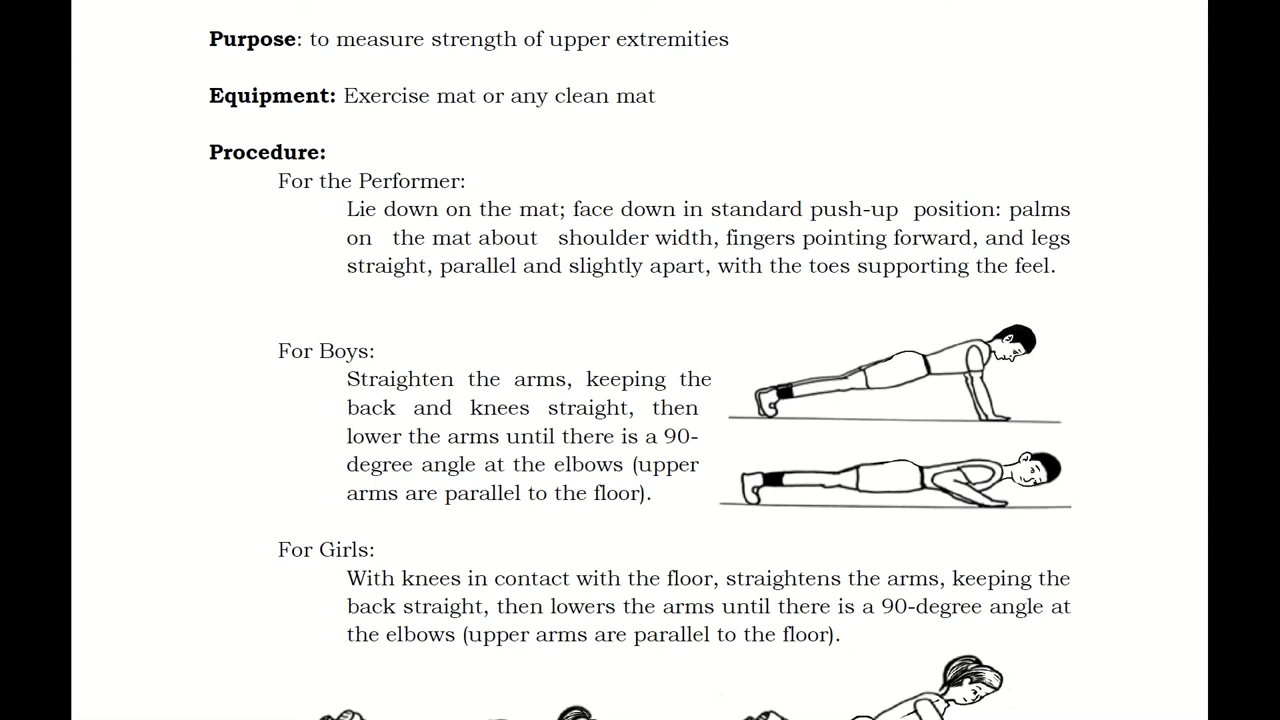 Purpose: to measure strength of upper extremities
Equipment: Exercise mat or any clean mat
Procedure:
For the Performer:
Lie down on the mat; face down in standard push-up position: palms
on the mat about shoulder width, fingers pointing forward, and legs
straight, parallel and slightly apart, with the toes supporting the feel.
For Boys:
Straighten the arms, keeping the
back and knees straight, then
lower the arms until there is a 90-
degree angle at the elbows (upper
arms are parallel to the floor).
For Girls:
With knees in contact with the floor, straightens the arms, keeping the
back straight, then lowers the arms until there is a 90-degree angle at
the elbows (upper arms are parallel to the floor).